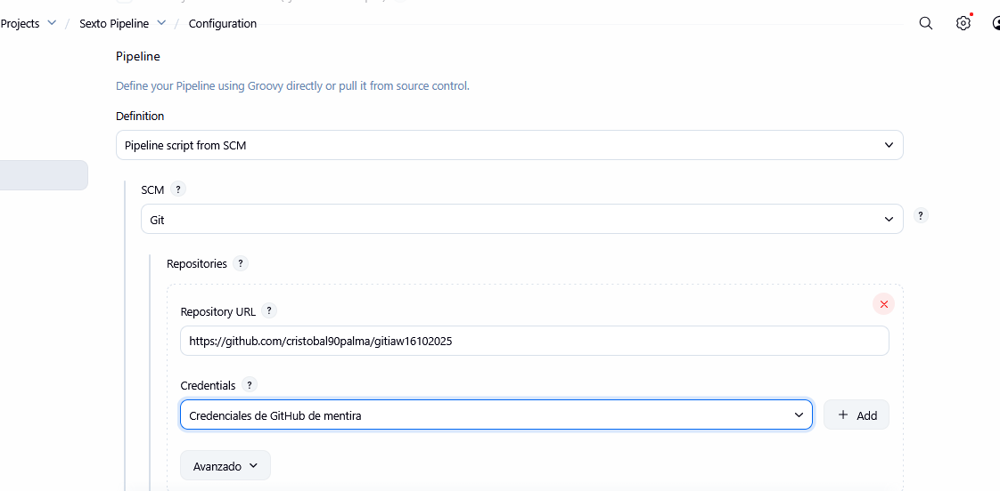 Projects / Sexto Pipeline / Configuration
Pipeline
Define your Pipeline using Groovy directly or pull it from source control.
Definition
Pipeline script from SCM
SCM ?
Git
?
Repositories ?
Repository URL ?
https://github.com/cristobal90palma/gitiaw16102025
Credentials ?
Credenciales de GitHub de mentira
+ Add
Avanzado